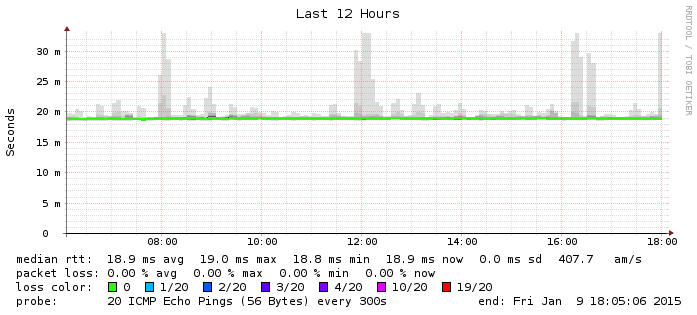 Last 12 Hours
RRDTOOL / TOBI OETIKER
Seconds
30 m
25 m
20 m
15 m
10 m
5 m
0
08:00 10:00 12:00 14:00 16:00 18:00
median rtt: 18.9 ms avg 19.0 ms max 18.8 ms min 18.9 ms now 0.0 ms sd 407.7 am/s
packet loss: 0.00 % avg 0.00 % max 0.00 % min 0.00 % now
loss color: 0 1/20 2/20 3/20 4/20 10/20 19/20
probe: 20 ICMP Echo Pings (56 Bytes) every 300s end: Fri Jan 9 18:05:06 2015